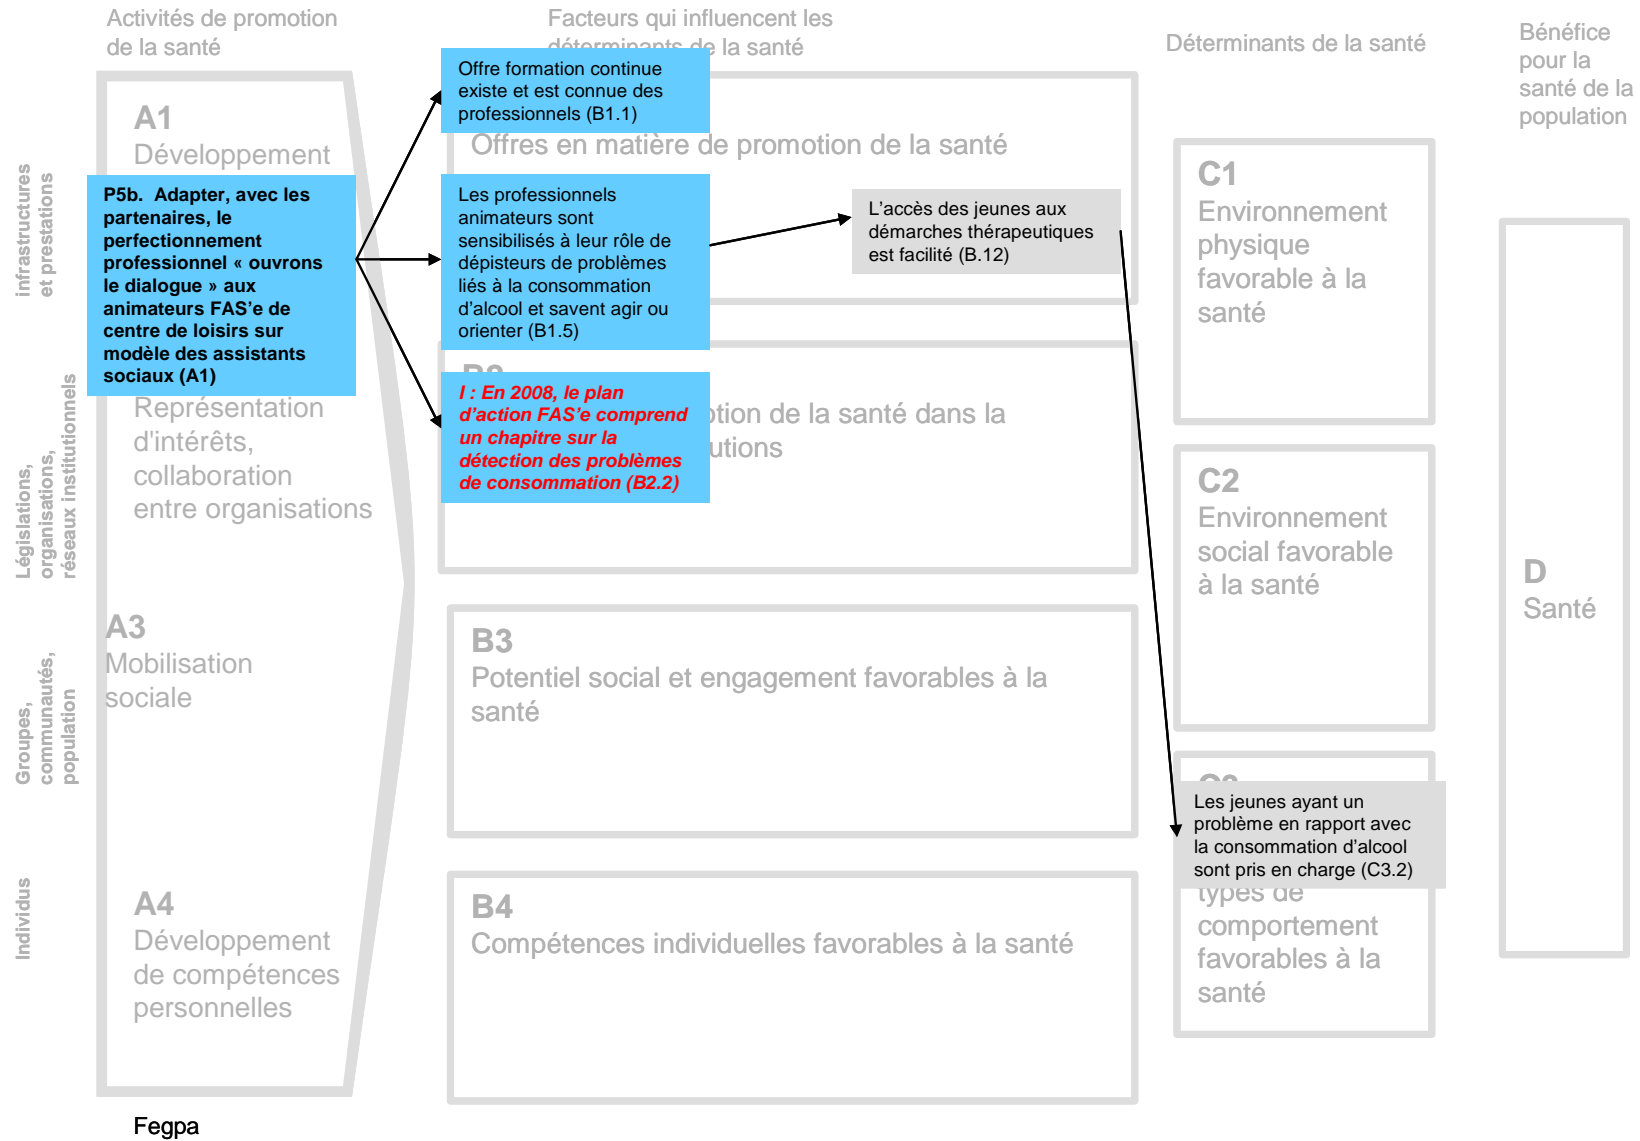 Activités de promotion
de la santé
Facteurs qui influencent les
déterminants de la santé
Déterminants de la santé
Bénéfice
pour la
santé de la
population
infrastructures
et prestations
Législations,
organisations,
réseaux institutionnels
Groupes,
communautés,
population
Individus
A1
Développement
P5b. Adapter, avec les
partenaires, le
perfectionnement
professionnel « ouvrons
le dialogue » aux
animateurs FAS’e de
centre de loisirs sur
modèle des assistants
sociaux (A1)
Représentation
d'intérêts,
collaboration
entre organisations
A3
Mobilisation
sociale
A4
Développement
de compétences
personnelles
Offre formation continue
existe et est connue des
professionnels (B1.1)
Offres en matière de promotion de la santé
Les professionnels
animateurs sont
sensibilisés à leur rôle de
dépisteurs de problèmes
liés à la consommation
d’alcool et savent agir ou
orienter (B1.5)
L’accès des jeunes aux
démarches thérapeutiques
est facilité (B.12)
I : En 2008, le plan
d’action FAS’e comprend
un chapitre sur la
détection des problèmes
de consommation (B2.2)
de la santé dans la
B3
Potentiel social et engagement favorables à la
santé
B4
Compétences individuelles favorables à la santé
C1
Environnement
physique
favorable à la
santé
C2
Environnement
social favorable
à la santé
Les jeunes ayant un
problème en rapport avec
la consommation d’alcool
sont pris en charge (C3.2)
types de
comportement
favorables à la
santé
D
Santé
Fegpa